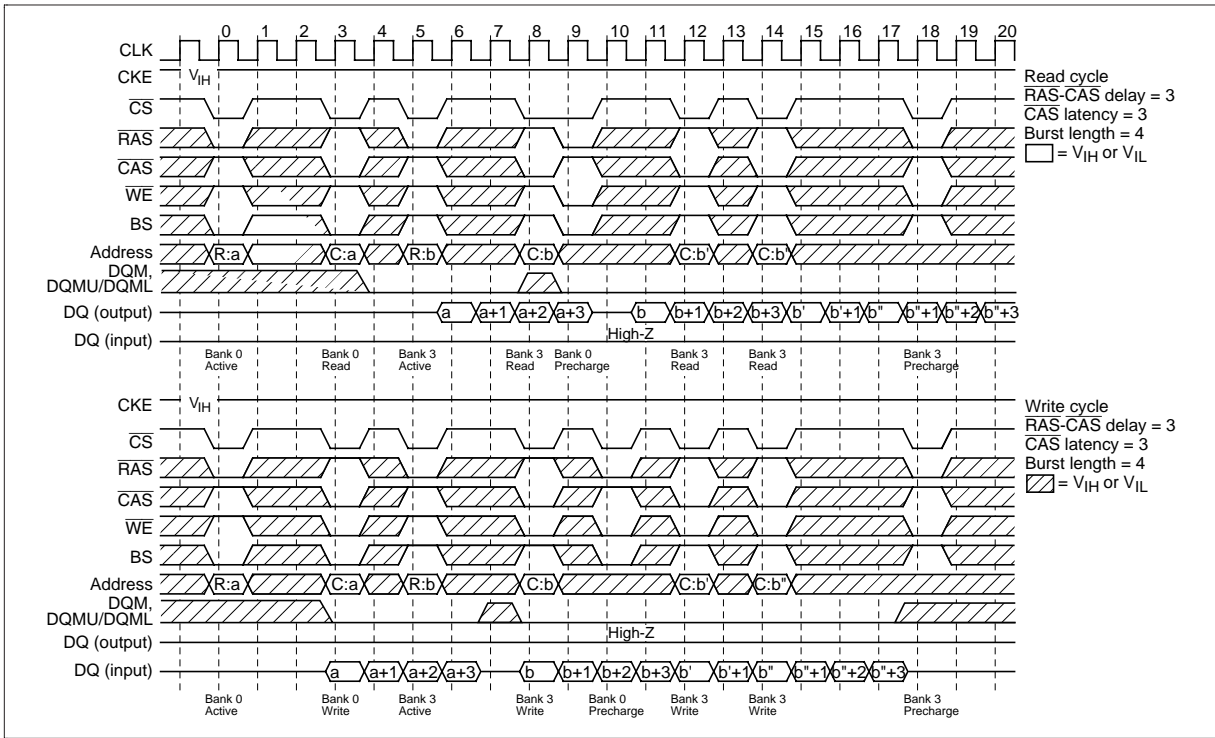 0 1 2 3 4 5 6 7 8 9 10 11 12 13 14 15 16 17 18 19 20
CLK
CKE VIH
CS
RAS
CAS
WE
BS
Address R:a C:a R:b C:b C:b' C:b'
DQM,
DQMU/DQML
DQ (output) a a+1 a+2 a+3 b b+1 b+2 b+3 b' b'+1 b" b"+1 b"+2 b"+3
High-Z
DQ (input)
Bank 0 Bank 0 Bank 3 Bank 3 Bank 0 Bank 3 Bank 3 Bank 3
Active Read Active Read Precharge Read Read Precharge
Read cycle
RAS-CAS delay = 3
CAS latency = 3
Burst length = 4
= VIH or VIL
CKE VIH
CS
RAS
CAS
WE
BS
Address R:a C:a R:b C:b C:b' C:b"
DQM,
DQMU/DQML
High-Z
DQ (output)
DQ (input) a a+1 a+2 a+3 b b+1 b+2 b+3 b' b'+1 b" b"+1 b"+2 b"+3
Bank 0 Bank 0 Bank 3 Bank 3 Bank 0 Bank 3 Bank 3 Bank 3
Active Write Active Write Precharge Write Write Precharge
Write cycle
RAS-CAS delay = 3
CAS latency = 3
Burst length = 4
= VIH or VIL